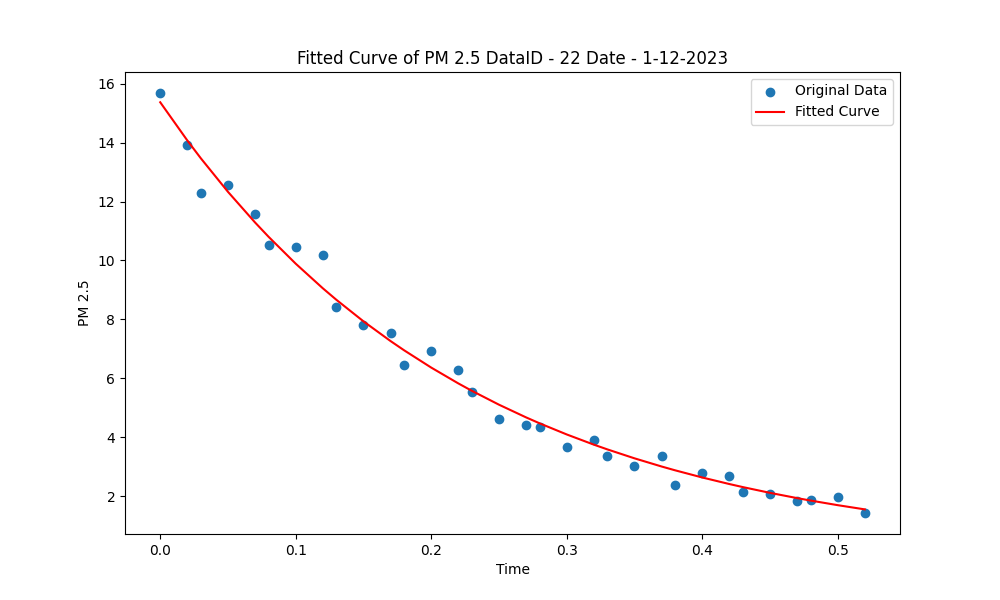 Fitted Curve of PM 2.5 DataID - 22 Date - 1-12-2023
Original Data
Fitted Curve
16
14
12
10
8
6
4
2
PM 2.5
0.0 0.1 0.2 0.3 0.4 0.5
Time